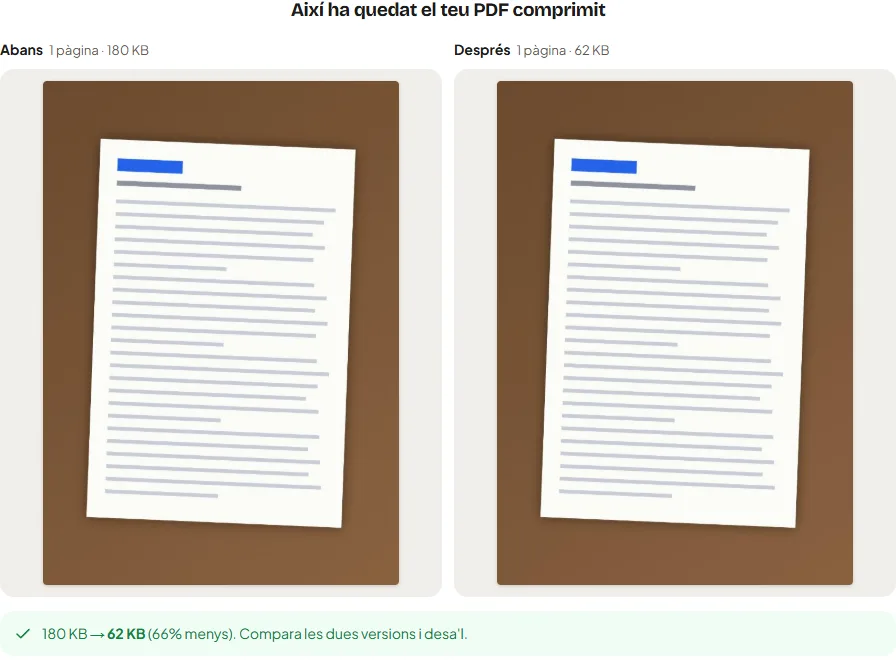 Així ha quedat el teu PDF comprimit
Abans 1 pàgina · 180 KB
Després 1 pàgina · 62 KB
180 KB → 62 KB (66% menys). Compara les dues versions i desa'l.